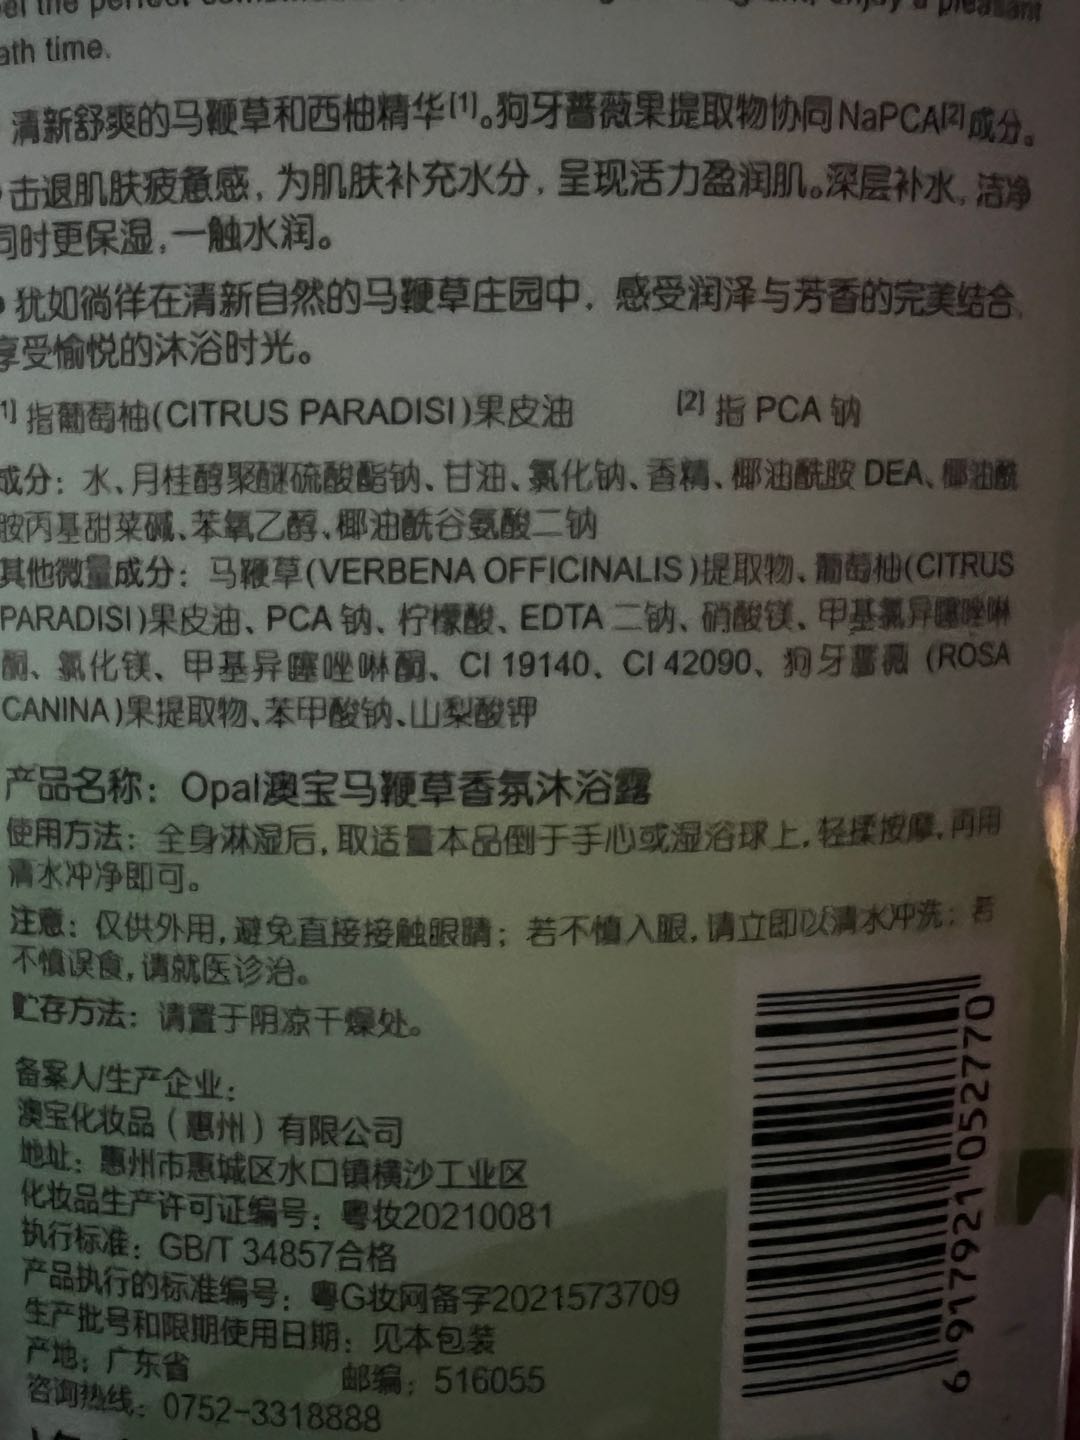 the perfect
enjoy a pleasant
ath time.
清新舒爽的马鞭草和西柚精华[1]。狗牙蔷薇果提取物协同NaPCA[2]成分。
击退肌肤疲惫感，为肌肤补充水分，呈现活力盈润肌。深层补水，洁净
同时更保湿，一触水润。
犹如徜徉在清新自然的马鞭草庄园中，感受润泽与芳香的完美结合，
享受愉悦的沐浴时光。
[1] 指葡萄柚(CITRUS PARADISI)果皮油 [2] 指 PCA 钠
成分：水、月桂醇聚醚硫酸酯钠、甘油、氯化钠、香精、椰油酰胺 DEA、椰油酰
胺丙基甜菜碱、苯氧乙醇、椰油酰谷氨酸二钠
其他微量成分：马鞭草(VERBENA OFFICINALIS)提取物、葡萄柚(CITRUS
PARADISI)果皮油、PCA 钠、柠檬酸、EDTA 二钠、硝酸镁、甲基氯异噻唑啉
酮、氯化镁、甲基异噻唑啉酮、CI 19140、CI 42090、狗牙蔷薇 (ROSA
CANINA)果提取物、苯甲酸钠、山梨酸钾
产品名称：Opal澳宝马鞭草香氛沐浴露
使用方法：全身淋湿后，取适量本品倒于手心或湿浴球上，轻揉按摩，再用
清水冲净即可。
注意：仅供外用，避免直接接触眼睛；若不慎入眼，请立即以清水冲洗；若
不慎误食，请就医诊治。
贮存方法：请置于阴凉干燥处。
备案人/生产企业：
澳宝化妆品（惠州）有限公司
地址：惠州市惠城区水口镇横沙工业区
化妆品生产许可证编号：粤妆20210081
执行标准：GB/T 34857合格
产品执行的标准编号：粤G妆网备字2021573709
生产批号和限期使用日期：见本包装
产地：广东省 邮编：516055
咨询热线：0752-3318888
6 917921 052770